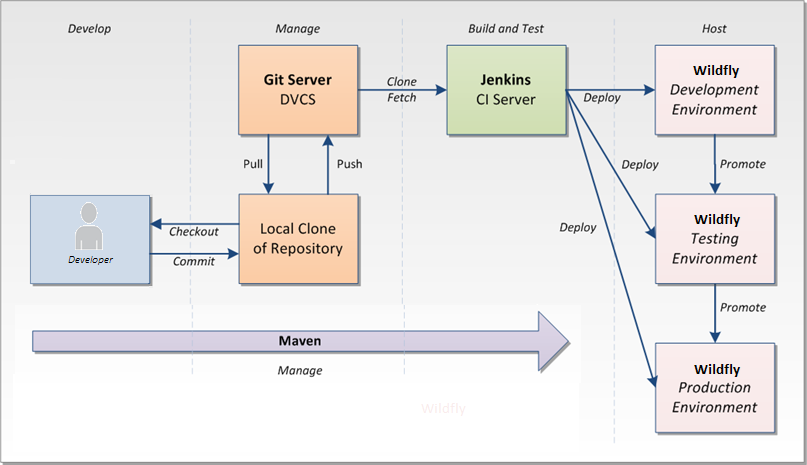 Develop
Manage
Build and Test
Host
Git Server
DVCS
Clone
Fetch
Jenkins
CI Server
Deploy
Wildfly
Development
Environment
Pull
Push
Deploy
Promote
Developer
Checkout
Commit
Local Clone
of Repository
Deploy
Wildfly
Testing
Environment
Promote
Maven
Manage
Wildfly
Production
Environment
Wildfly